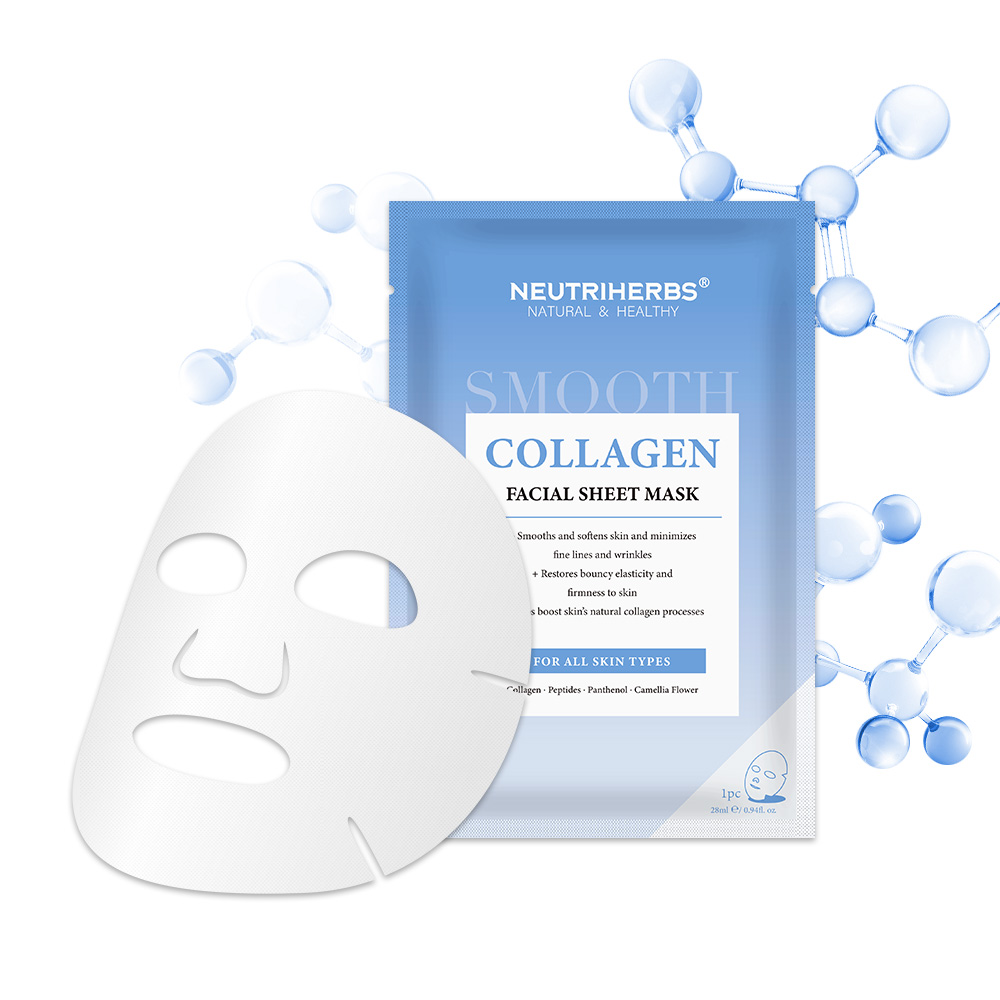 NEUTRIHERBS®
NATURAL & HEALTHY
SMOOTH
COLLAGEN
FACIAL SHEET MASK
Smooths and softens skin and minimizes
fine lines and wrinkles
+ Restores bouncy elasticity and
firmness to skin
boost skin's natural collagen processes
FOR ALL SKIN TYPES
Collagen · Peptides · Panthenol · Camellia Flower
1pc
28ml ℮/ 0.94fl. oz.